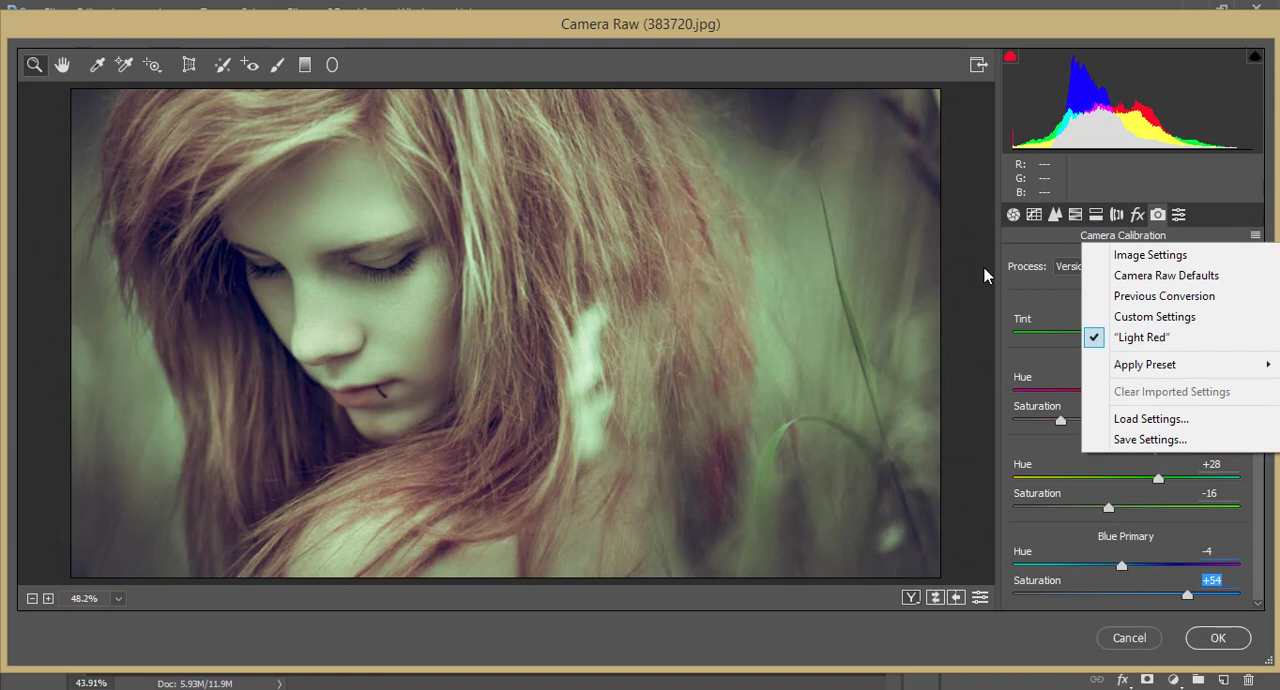 Camera Raw (383720.jpg)
R: ---
G: ---
B: ---
fx
Camera Calibration
Process:
Image Settings
Camera Raw Defaults
Previous Conversion
Custom Settings
"Light Red"
Apply Preset
Clear Imported Settings
Load Settings...
Save Settings...
Tint
Hue
Saturation
Hue +28
Saturation -16
Blue Primary
Hue -4
Saturation +54
48.2%
Y
Cancel OK
43.91% Doc: 5.93M/11.9M
fx